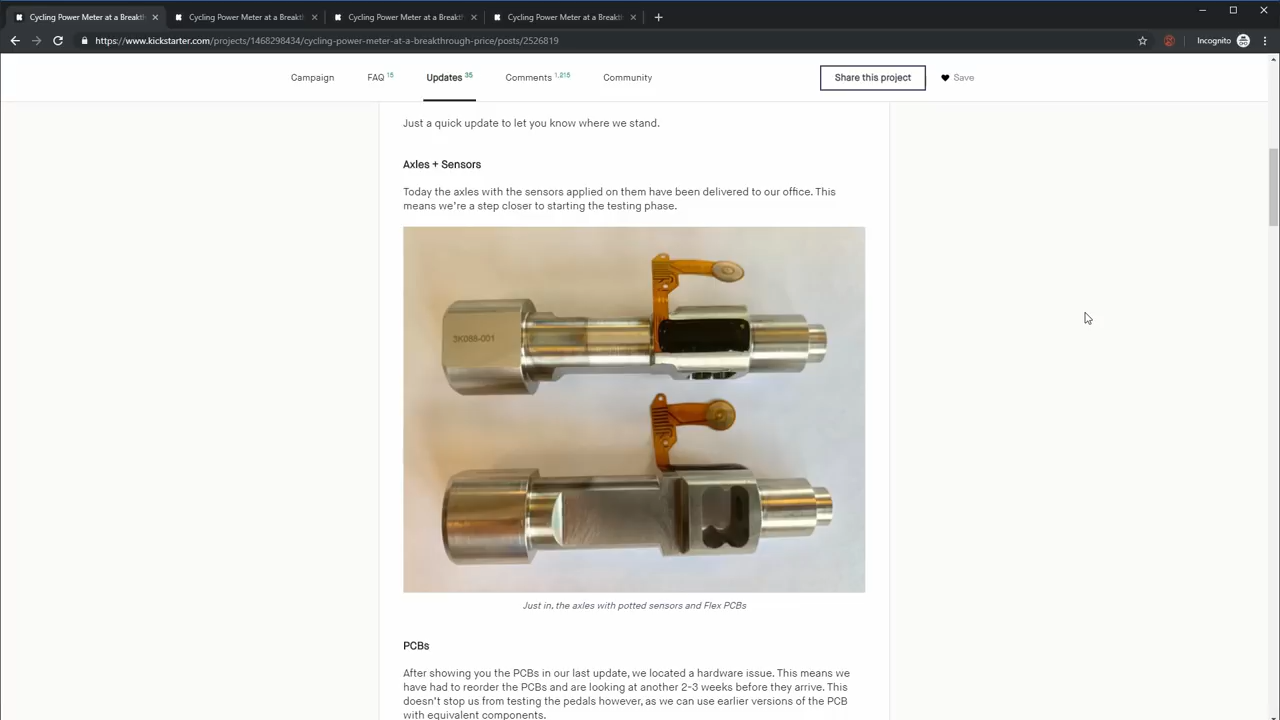 Cycling Power Meter at a Breakth
Cycling Power Meter at a Breakth
Cycling Power Meter at a Breakth
Cycling Power Meter at a Breakth
https://www.kickstarter.com/projects/1468298434/cycling-power-meter-at-a-breakthrough-price/posts/2526819
Incognito
Campaign
FAQ 15
Updates 35
Comments 1,215
Community
Share this project
Save
Just a quick update to let you know where we stand.
Axles + Sensors
Today the axles with the sensors applied on them have been delivered to our office. This
means we're a step closer to starting the testing phase.
3K088-001
Just in, the axles with potted sensors and Flex PCBs
PCBs
After showing you the PCBs in our last update, we located a hardware issue. This means we
have had to reorder the PCBs and are looking at another 2-3 weeks before they arrive. This
doesn't stop us from testing the pedals however, as we can use earlier versions of the PCB
with equivalent components.